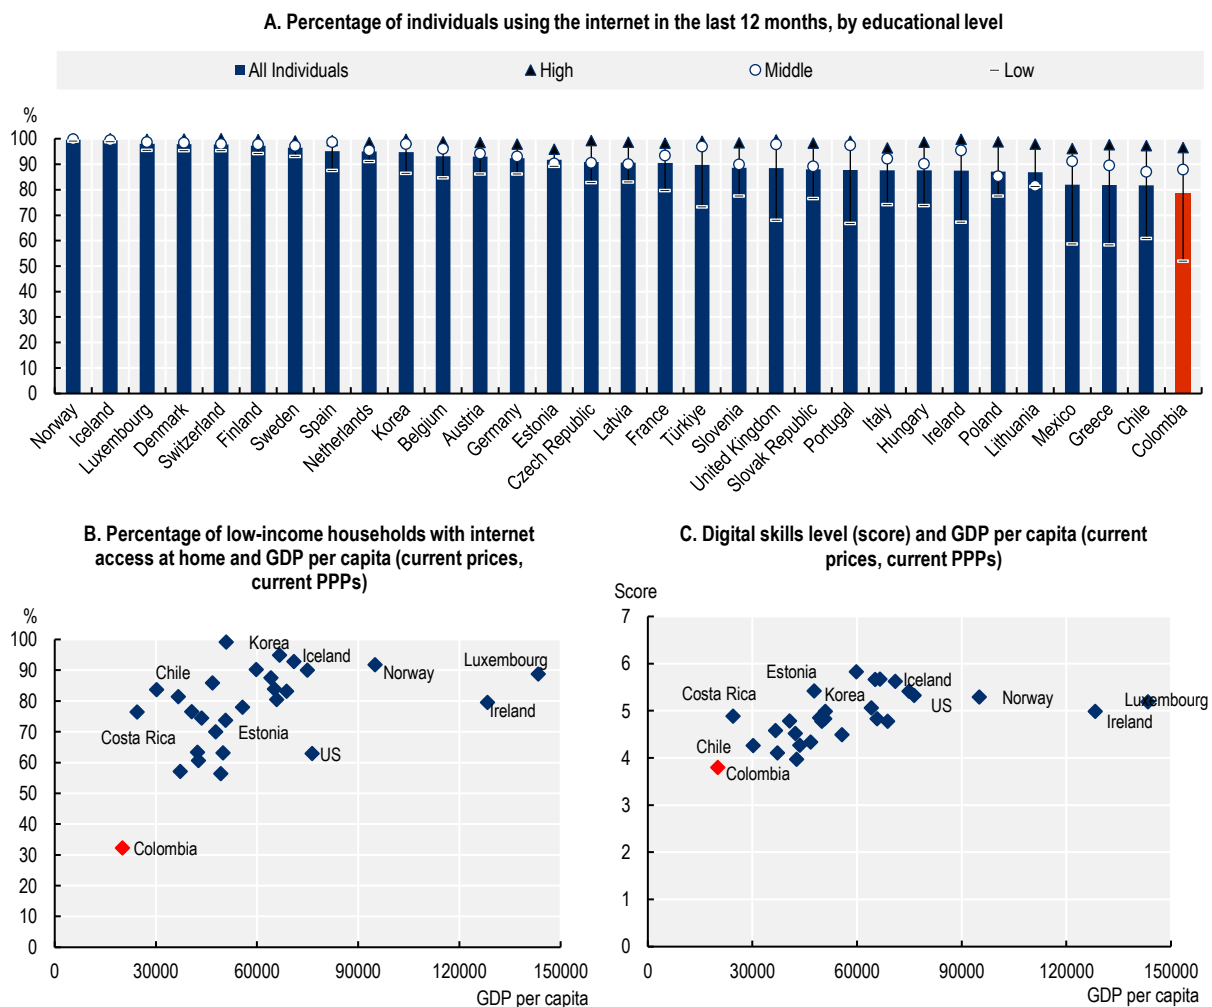 A. Percentage of individuals using the internet in the last 12 months, by educational level
All Individuals
High
Middle
Low
%
100
90
80
70
60
50
40
30
20
10
0
Norway
Iceland
Luxembourg
Denmark
Switzerland
Finland
Sweden
Spain
Netherlands
Korea
Belgium
Austria
Germany
Estonia
Czech Republic
Latvia
France
Türkiye
Slovenia
United Kingdom
Slovak Republic
Portugal
Italy
Hungary
Ireland
Poland
Lithuania
Mexico
Greece
Chile
Colombia
B. Percentage of low-income households with internet
access at home and GDP per capita (current prices,
current PPPs)
%
100
90
80
70
60
50
40
30
20
10
0
Korea
Iceland
Chile
Norway
Luxembourg
Ireland
Costa Rica
Estonia
US
Colombia
0
30000
60000
90000
120000
150000
GDP per capita
C. Digital skills level (score) and GDP per capita (current
prices, current PPPs)
Score
7
6
5
4
3
2
1
0
Estonia
Iceland
Costa Rica
Korea
US
Norway
Luxembourg
Ireland
Chile
Colombia
0
30000
60000
90000
120000
150000
GDP per capita